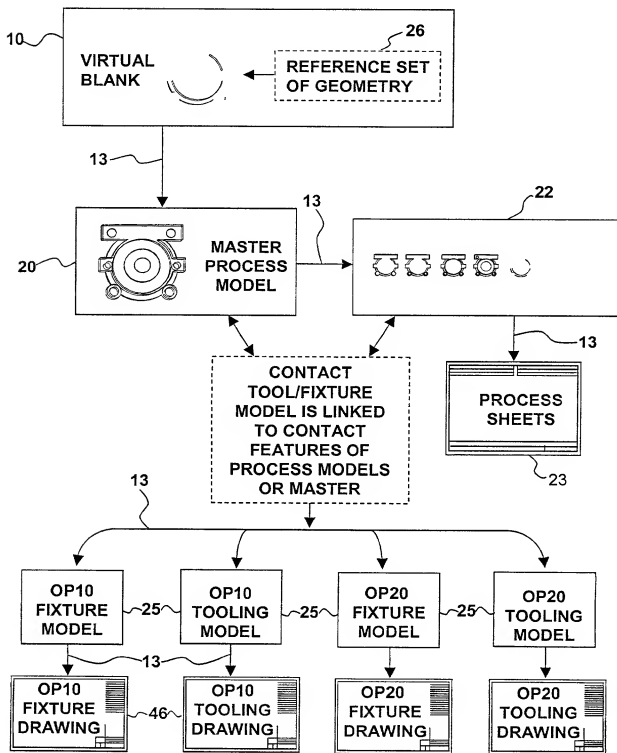 10
26
VIRTUAL
BLANK
REFERENCE SET
OF GEOMETRY
13
13
22
20
MASTER
PROCESS
MODEL
13
CONTACT
TOOL/FIXTURE
MODEL IS LINKED
TO CONTACT
FEATURES OF
PROCESS MODELS
OR MASTER
PROCESS
SHEETS
23
13
OP10
FIXTURE
MODEL
25
OP10
TOOLING
MODEL
25
OP20
FIXTURE
MODEL
25
OP20
TOOLING
MODEL
13
OP10
FIXTURE
DRAWING
46
OP10
TOOLING
DRAWING
OP20
FIXTURE
DRAWING
OP20
TOOLING
DRAWING